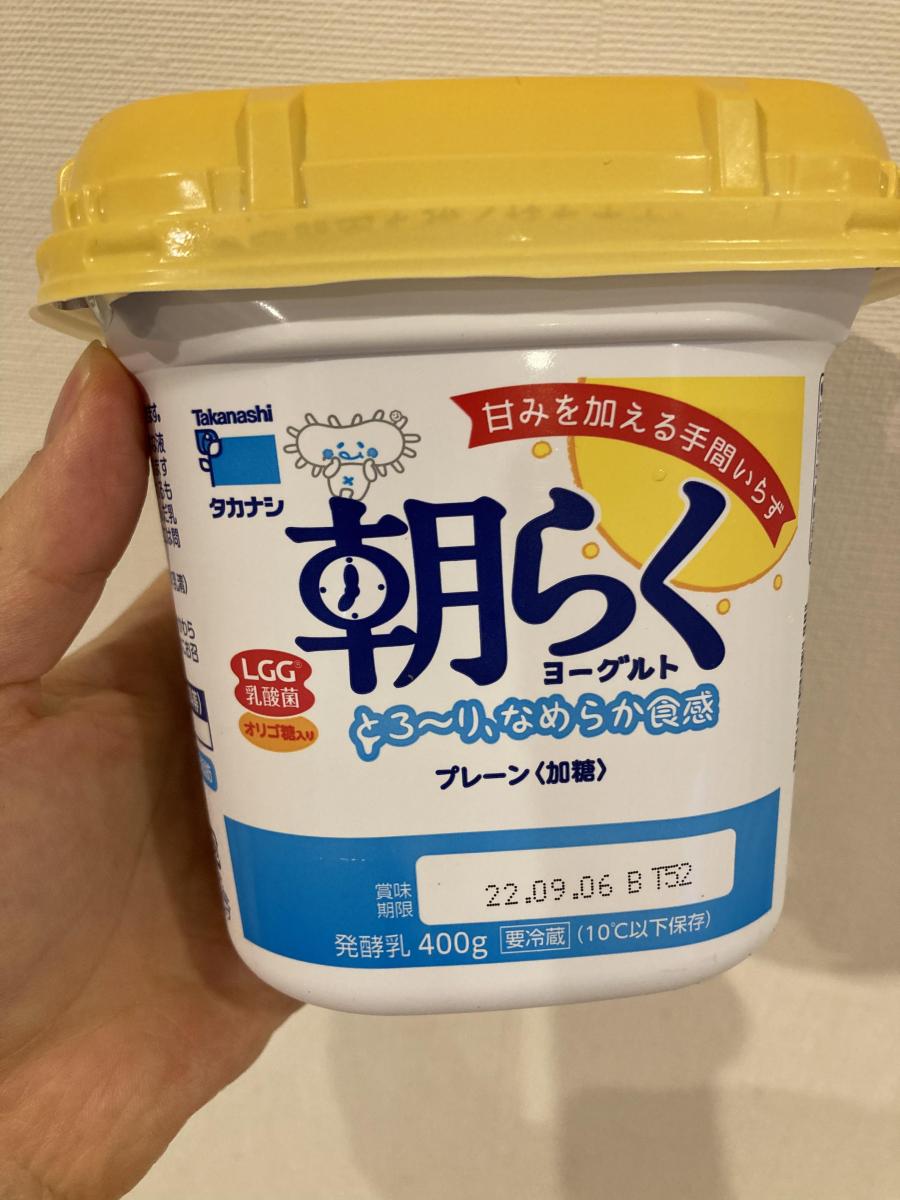 Takanashi
タカナシ
甘みを加える手間いらず
朝らく
ヨーグルト
LGG®
乳酸菌
オリゴ糖入り
とろ〜り、なめらか食感
プレーン〈加糖〉
賞味
期限
22.09.06 B T52
発酵乳 400g 要冷蔵 (10℃以下保存)